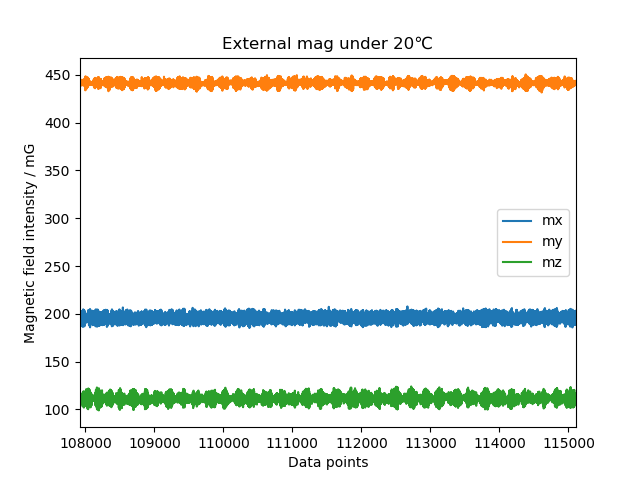 External mag under 20℃
Magnetic field intensity / mG
450
400
350
300
250
200
150
100
mx
my
mz
108000 109000 110000 111000 112000 113000 114000 115000
Data points